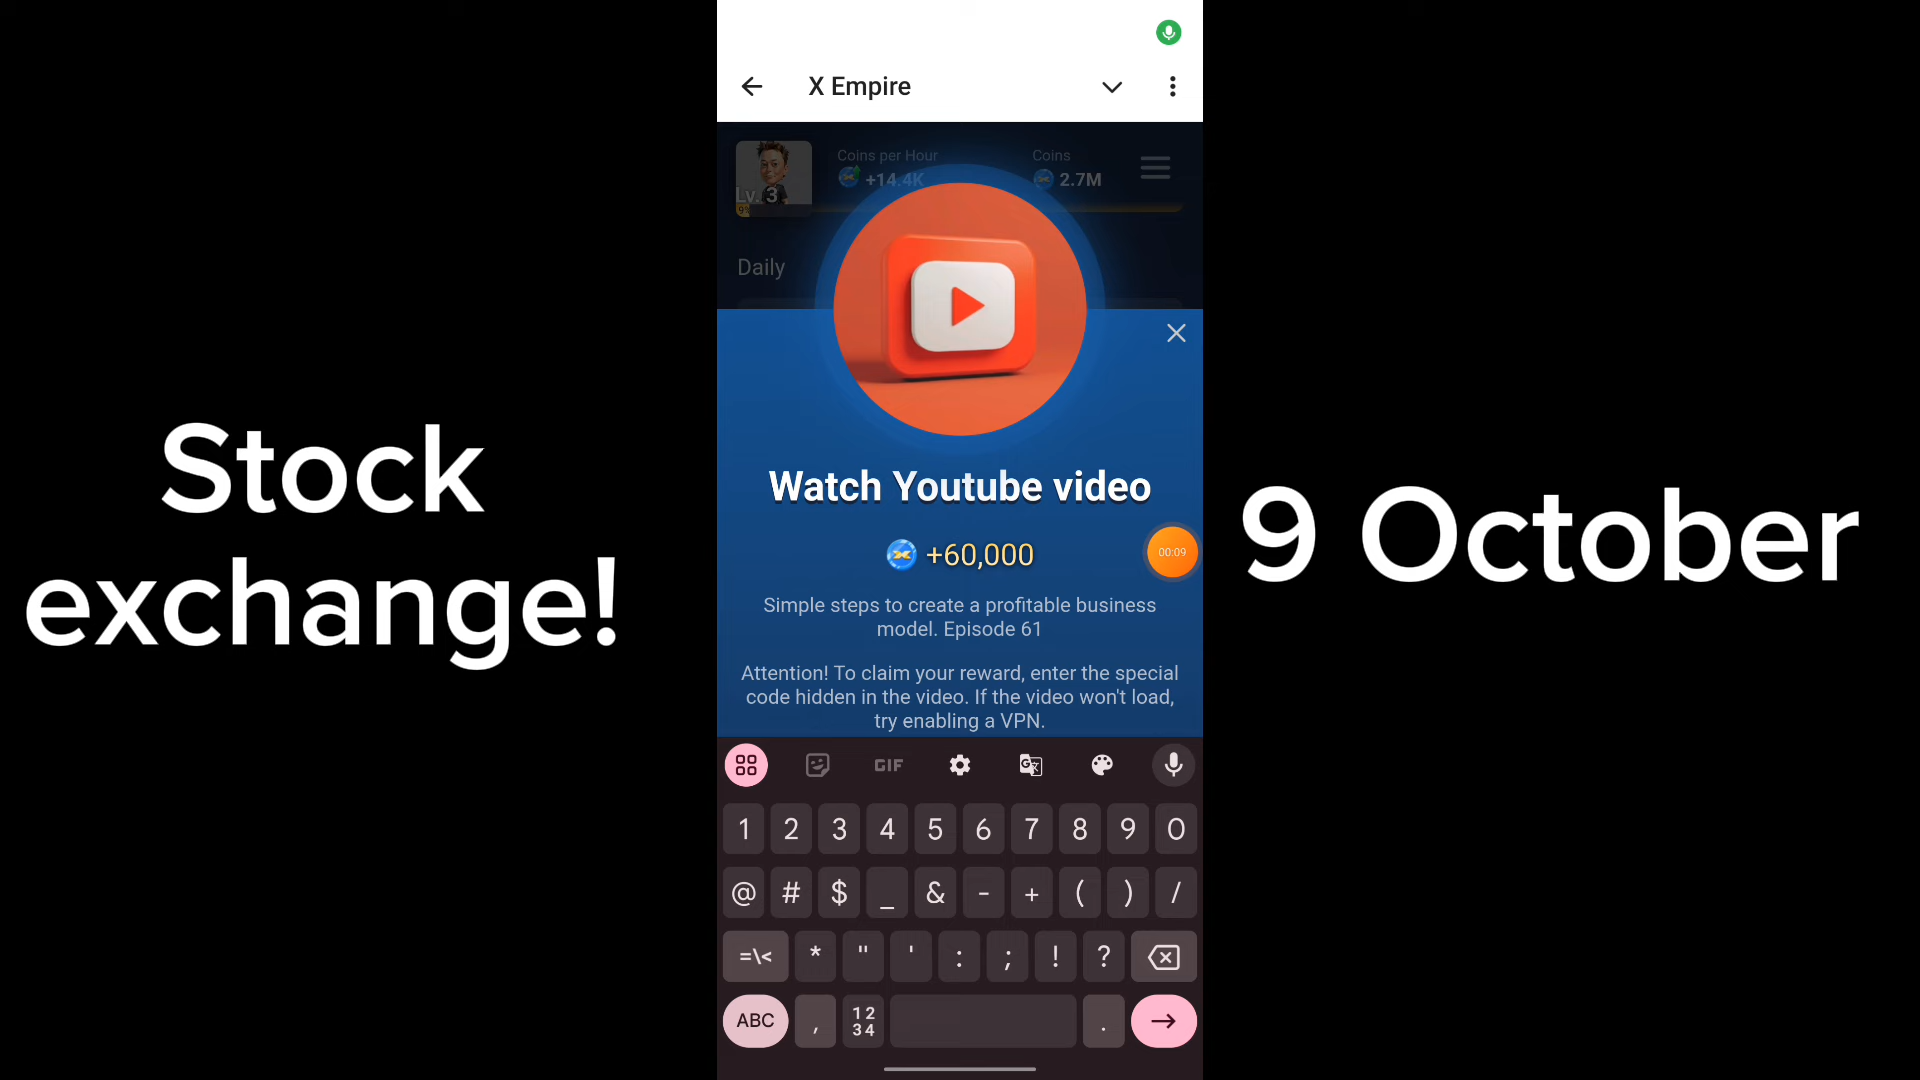 Stock
exchange!
X Empire
Coins per Hour
+14.4K
Coins
2.7M
Lv. 3
Daily
Watch Youtube video
+60,000
00:09
Simple steps to create a profitable business
model. Episode 61
Attention! To claim your reward, enter the special
code hidden in the video. If the video won't load,
try enabling a VPN.
GIF
1 2 3 4 5 6 7 8 9 0
@ # $ _ & - + ( ) /
=\< * " ' : ; ! ?
ABC , 12 34 .
9 October